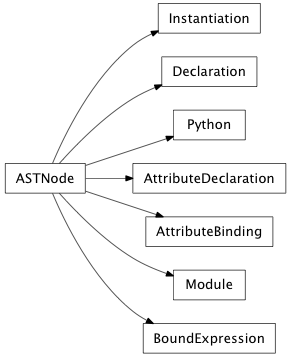 Instantiation
Declaration
Python
ASTNode
AttributeDeclaration
AttributeBinding
Module
BoundExpression